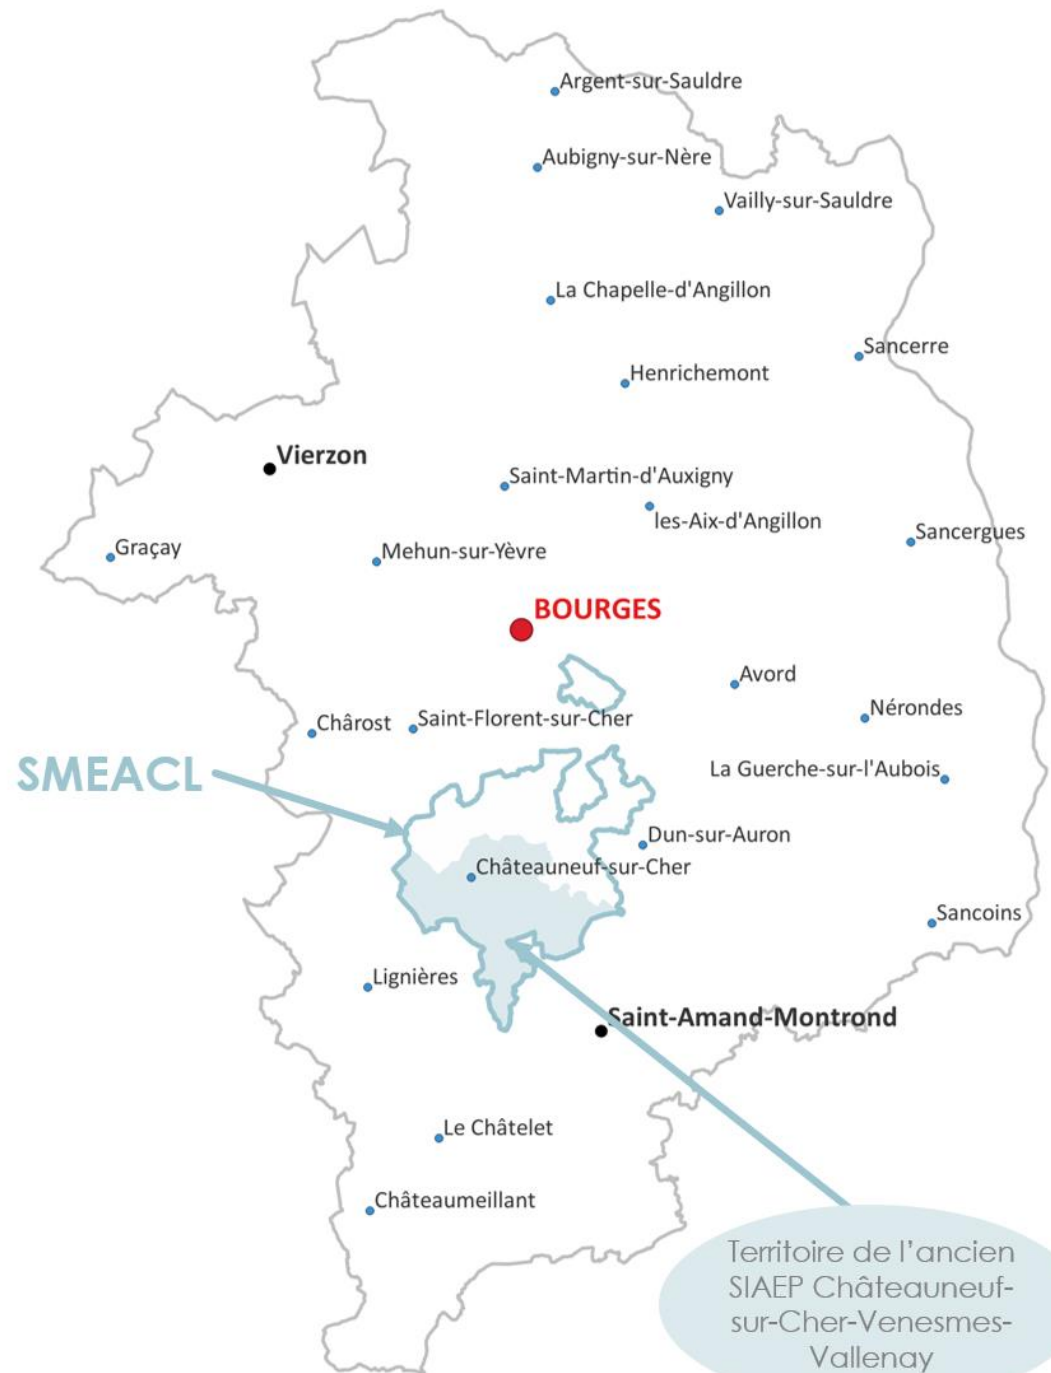 Argent-sur-Sauldre
Aubigny-sur-Nère
Vailly-sur-Sauldre
La Chapelle-d'Angillon
Sancerre
Henrichemont
Vierzon
Saint-Martin-d'Auxigny
les-Aix-d'Angillon
Sancergues
Graçay
Mehun-sur-Yèvre
BOURGES
Avord
Nérondes
Chârost
Saint-Florent-sur-Cher
SMEACL
La Guerche-sur-l'Aubois
Dun-sur-Auron
Châteauneuf-sur-Cher
Sancoins
Lignières
Saint-Amand-Montrond
Le Châtelet
Châteaumeillant
Territoire de l'ancien
SIAEP Châteauneuf-
sur-Cher-Venesmes-
Vallenay